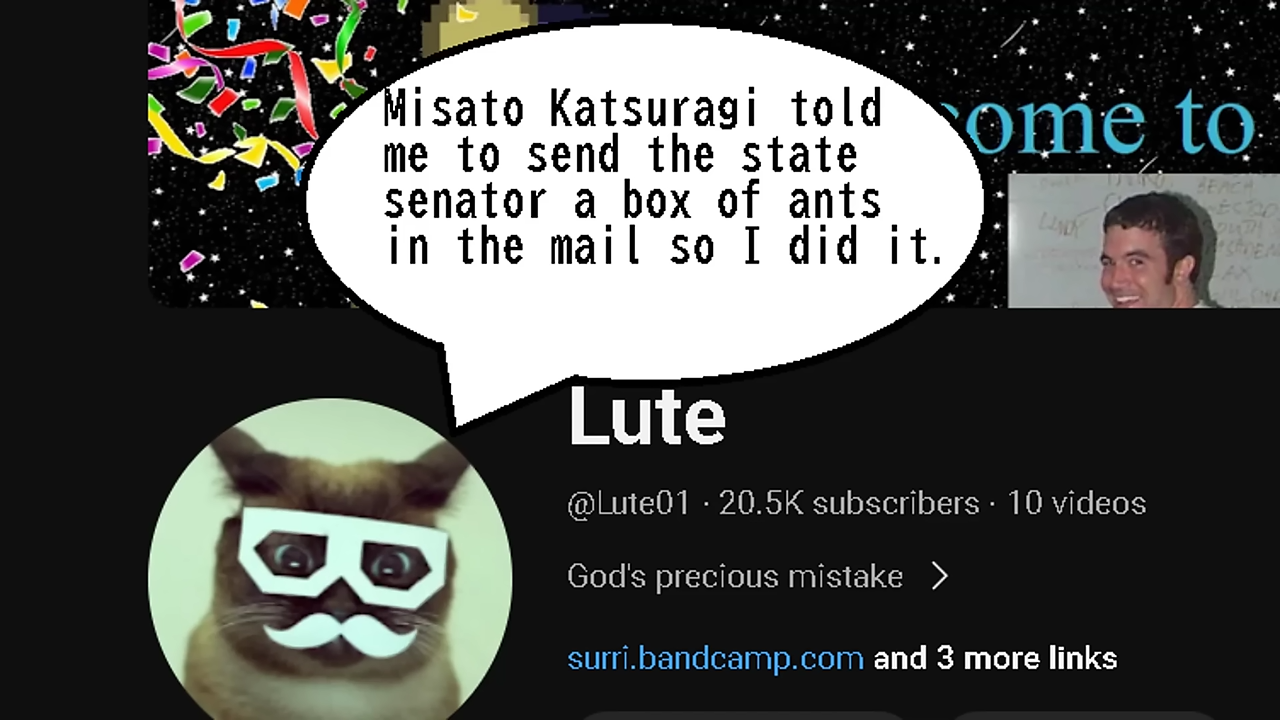 Misato Katsuragi told
me to send the state
senator a box of ants
in the mail so I did it.
come to
Lute
@Lute01 · 20.5K subscribers · 10 videos
God's precious mistake
surri.bandcamp.com and 3 more links